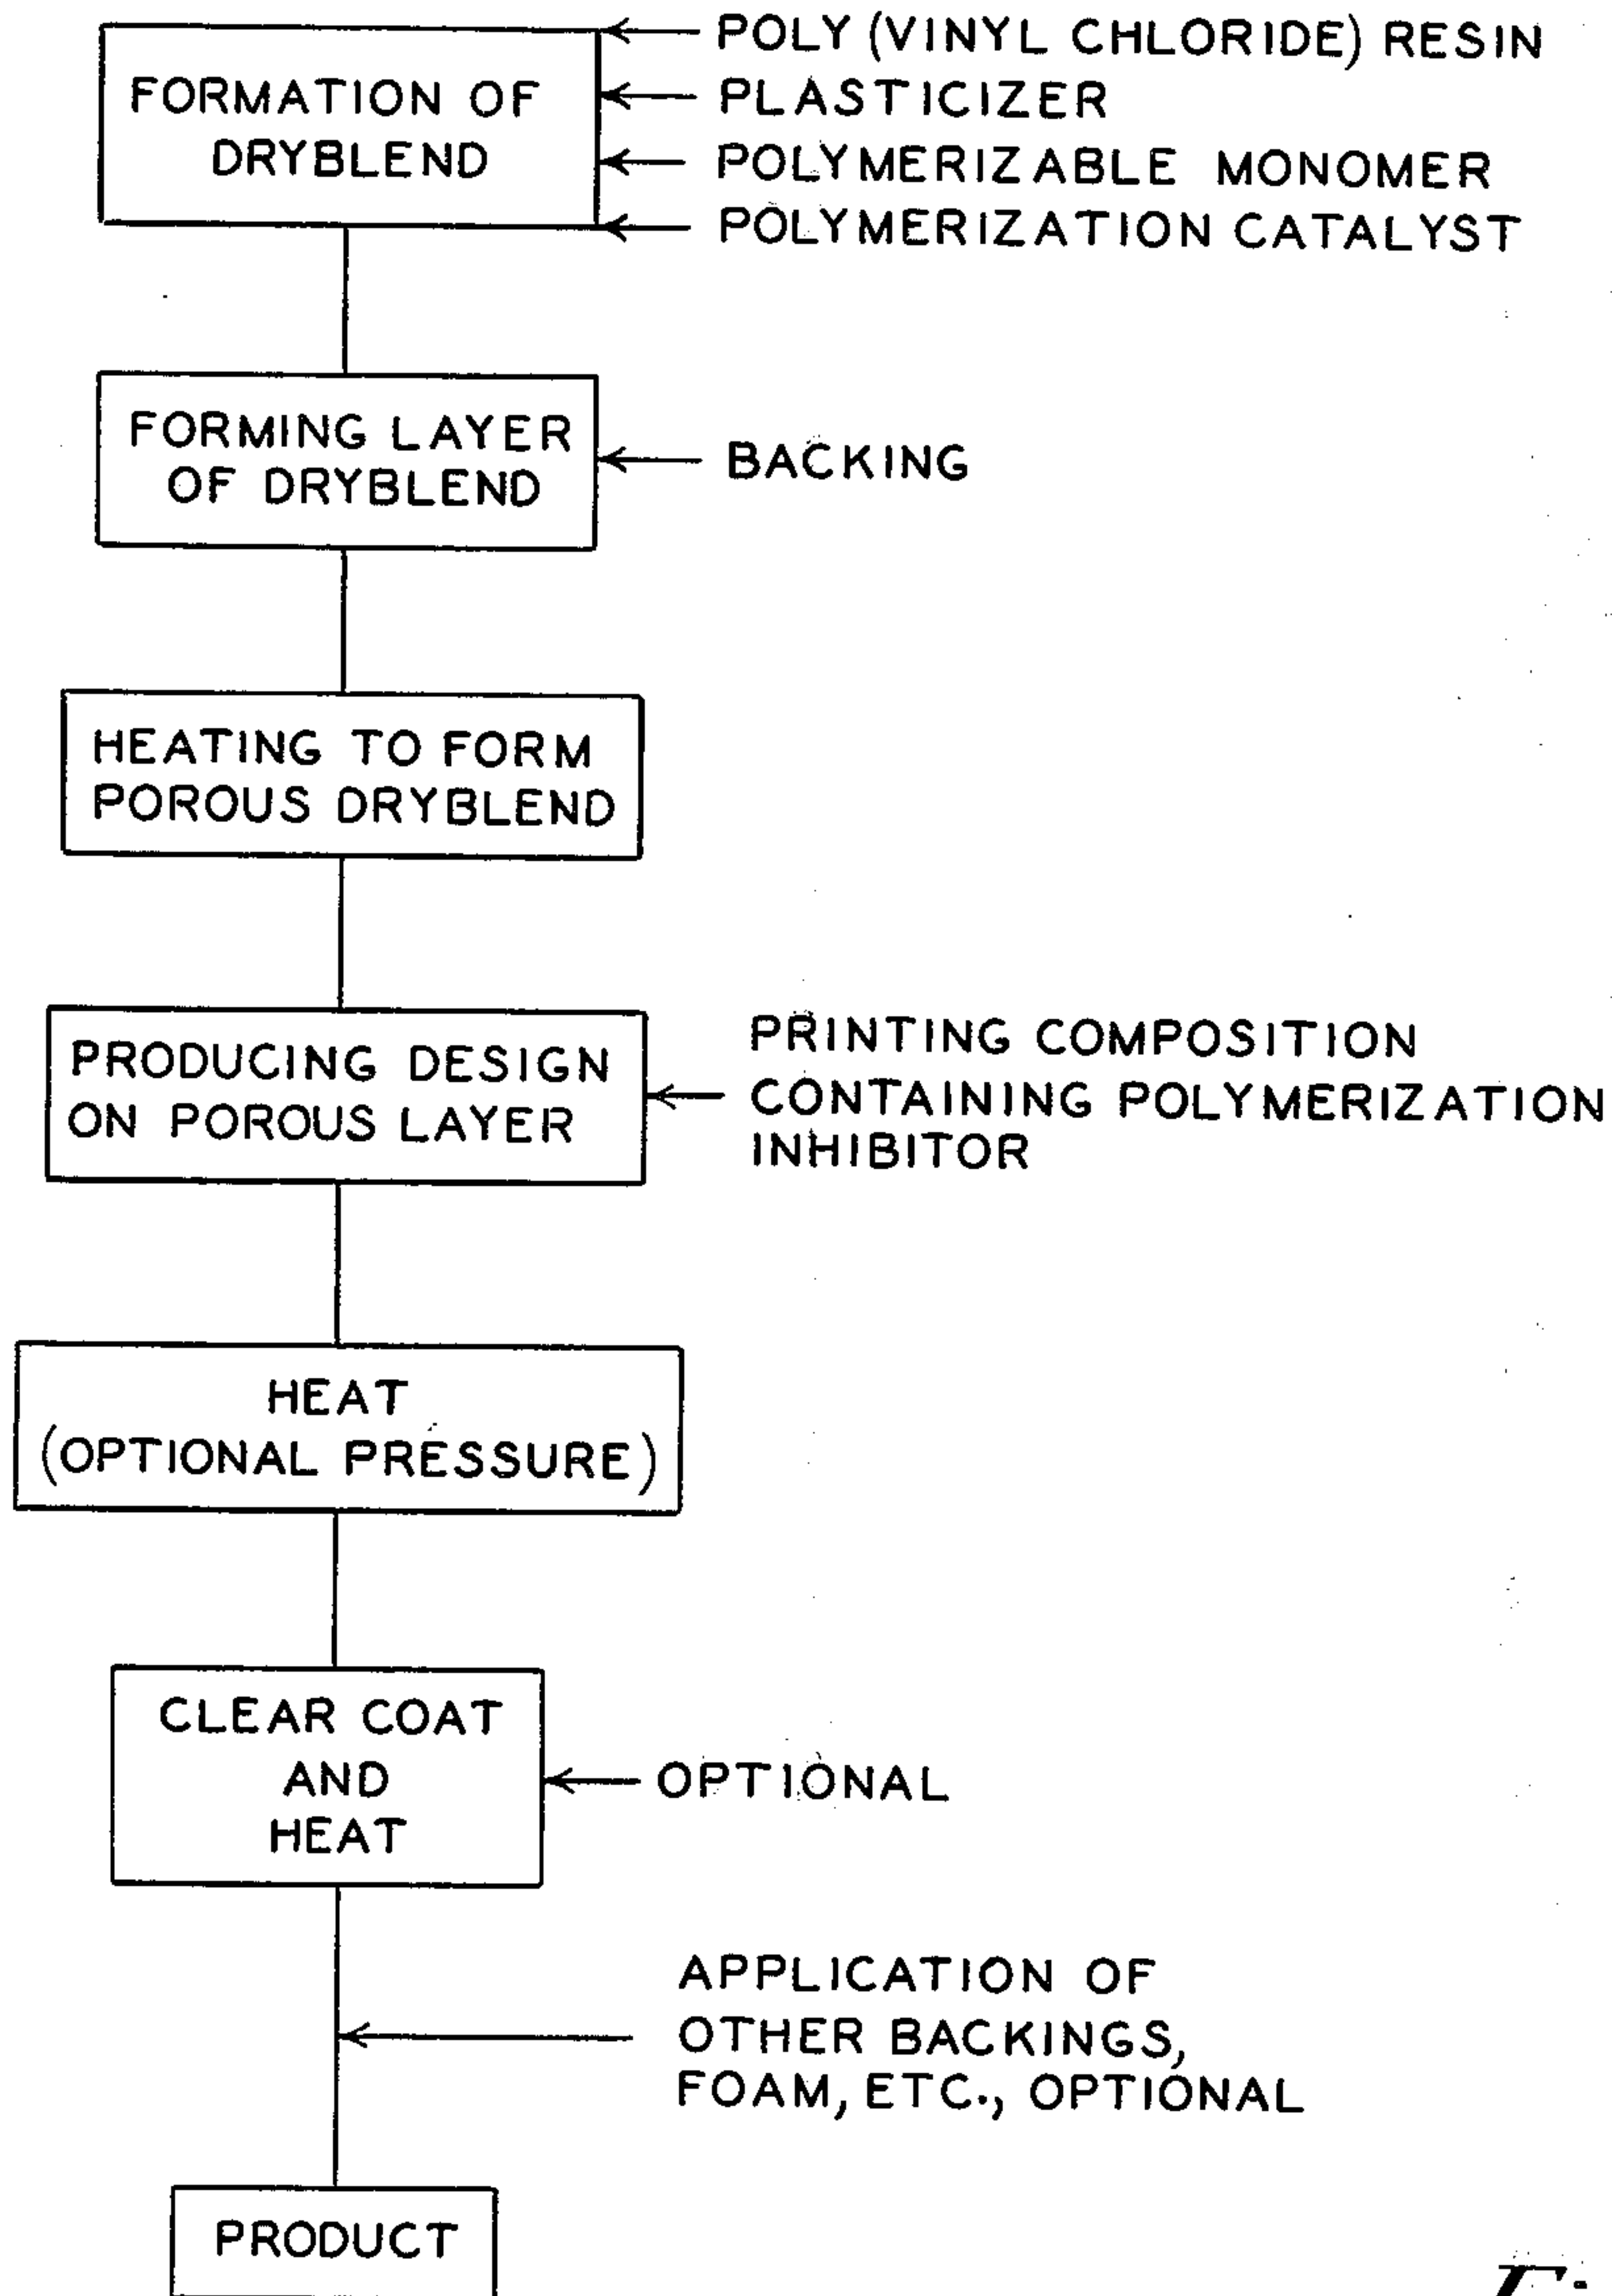 FORMATION OF
DRYBLEND
POLY (VINYL CHLORIDE) RESIN
PLASTICIZER
POLYMERIZABLE MONOMER
POLYMERIZATION CATALYST
FORMING LAYER
OF DRYBLEND
BACKING
HEATING TO FORM
POROUS DRYBLEND
PRODUCING DESIGN
ON POROUS LAYER
PRINTING COMPOSITION
CONTAINING POLYMERIZATION
INHIBITOR
HEAT
(OPTIONAL PRESSURE)
CLEAR COAT
AND
HEAT
OPTIONAL
APPLICATION OF
OTHER BACKINGS,
FOAM, ETC., OPTIONAL
PRODUCT